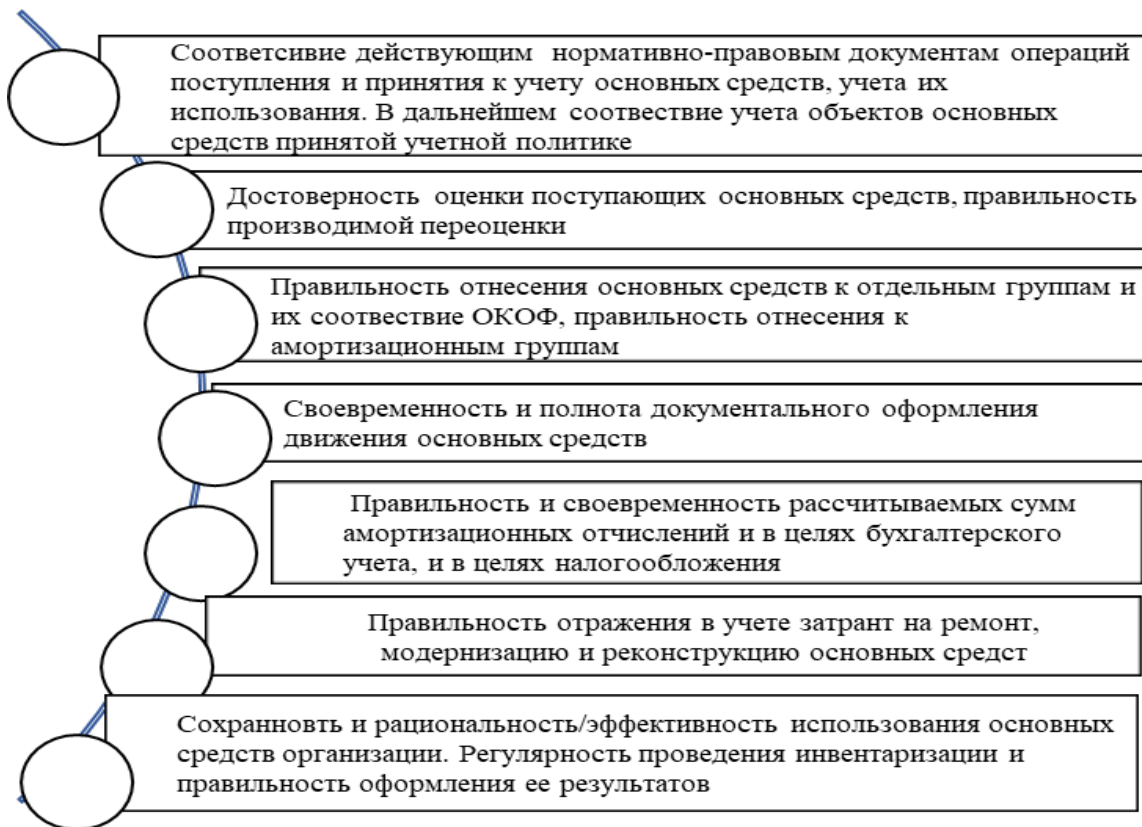 Соответсивие действующим нормативно-правовым документам операций
поступления и принятия к учету основных средств, учета их
использования. В дальнейшем соотвествие учета объектов основных
средств принятой учетной политике
Достоверность оценки поступающих основных средств, правильность
производимой переоценки
Правильность отнесения основных средств к отдельным группам и
их соотвествие ОКОФ, правильность отнесения к
амортизационным группам
Своевременность и полнота документального оформления
движения основных средств
Правильность и своевременность рассчитываемых сумм
амортизационных отчислений и в целях бухгалтерского
учета, и в целях налогообложения
Правильность отражения в учете затрант на ремонт,
модернизацию и реконструкцию основных средст
Сохранновть и рациональность/эффективность использования основных
средств организации. Регулярность проведения инвентаризации и
правильность оформления ее результатов